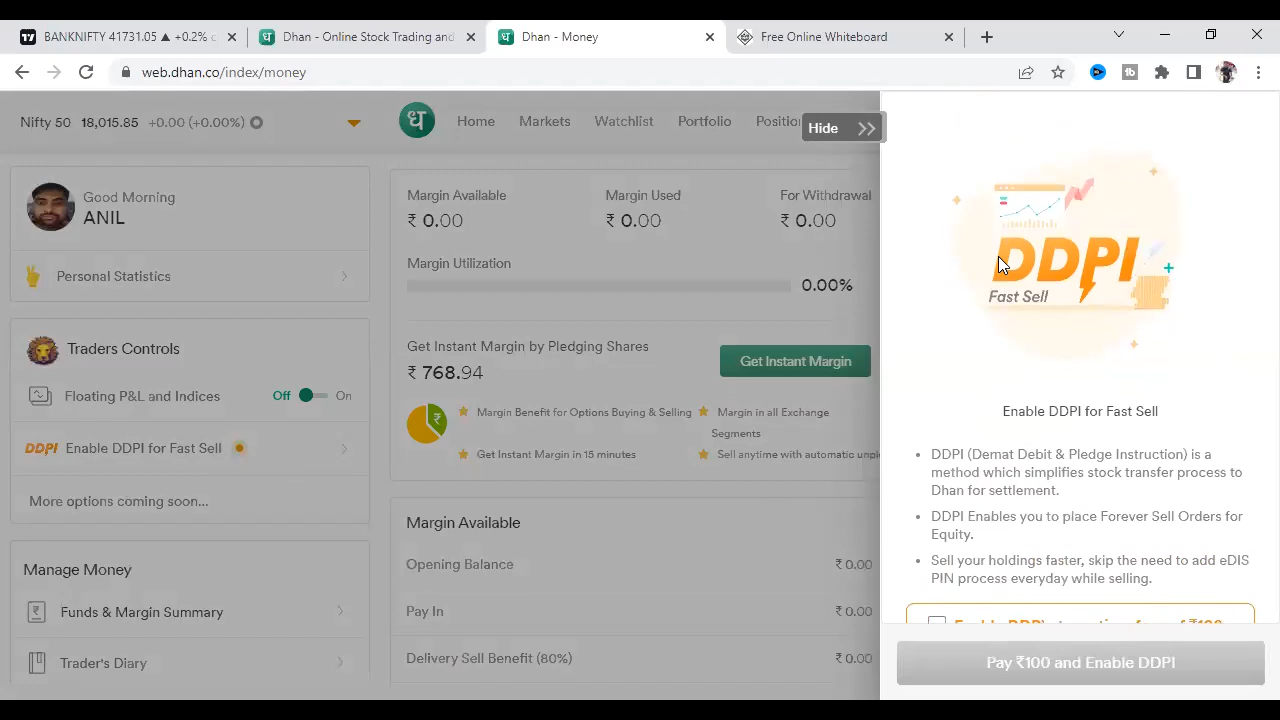 BANKNIFTY 41731.05 ▲ +0.2%
Dhan - Online Stock Trading and
Dhan - Money
Free Online Whiteboard
web.dhan.co/index/money
Nifty 50 18,015.85 +0.00 (+0.00%)
ध
Home
Markets
Watchlist
Portfolio
Hide
Good Morning
ANIL
Personal Statistics
Traders Controls
Floating P&L and Indices
Off
On
DDPI
Enable DDPI for Fast Sell
More options coming soon...
Manage Money
Funds & Margin Summary
Trader's Diary
Margin Available
Margin Used
For Withdrawal
₹ 0.00
₹ 0.00
₹ 0.00
Margin Utilization
0.00%
Get Instant Margin by Pledging Shares
₹ 768.94
Get Instant Margin
Margin Benefit for Options Buying & Selling
Margin in all Exchange
Segments
Get Instant Margin in 15 minutes
Sell anytime with automatic
Margin Available
Opening Balance
₹ 0.00
Pay In
₹ 0.00
Delivery Sell Benefit (80%)
₹ 0.00
DDPI
Fast Sell
Enable DDPI for Fast Sell
• DDPI (Demat Debit & Pledge Instruction) is a
method which simplifies stock transfer process to
Dhan for settlement.
• DDPI Enables you to place Forever Sell Orders for
Equity.
• Sell your holdings faster, skip the need to add eDIS
PIN process everyday while selling.
Pay ₹100 and Enable DDPI